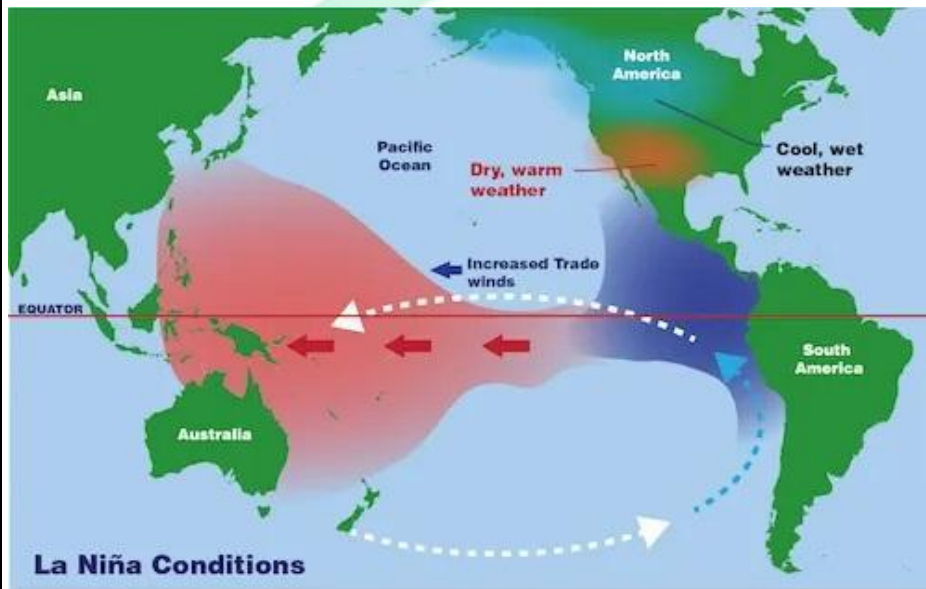 North
America
Asia
Pacific
Ocean
Cool, wet
weather
Dry, warm
weather
Increased Trade
winds
EQUATOR
South
America
Australia
La Niña Conditions